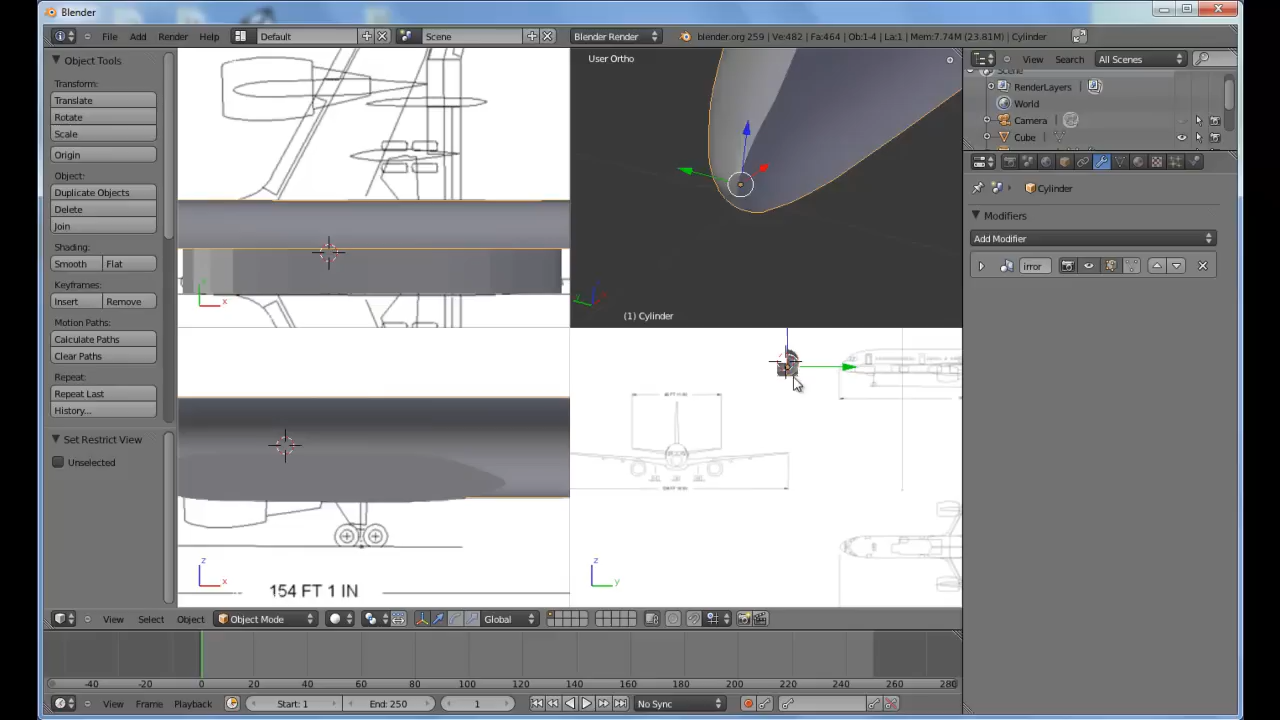 Blender
File Add Render Help Default Scene Blender Render blender.org 259 | Ve:482 | Fa:464 | Ob:1-4 | La:1 | Mem:7.74M (23.81M) | Cylinder
Object Tools
Transform:
Translate
Rotate
Scale
Origin
Object:
Duplicate Objects
Delete
Join
Shading:
Smooth Flat
Keyframes:
Insert Remove
Motion Paths:
Calculate Paths
Clear Paths
Repeat:
Repeat Last
History...
Set Restrict View
Unselected
x
User Ortho
(1) Cylinder
z
x
154 FT 1 IN
z
y
View Search All Scenes
RenderLayers
World
Camera
Cube
Cylinder
Modifiers
Add Modifier
irror
View Select Object Object Mode Global
-40 -20 0 20 40 60 80 100 120 140 160 180 200 220 240 260 280
View Frame Playback Start: 1 End: 250 1 No Sync